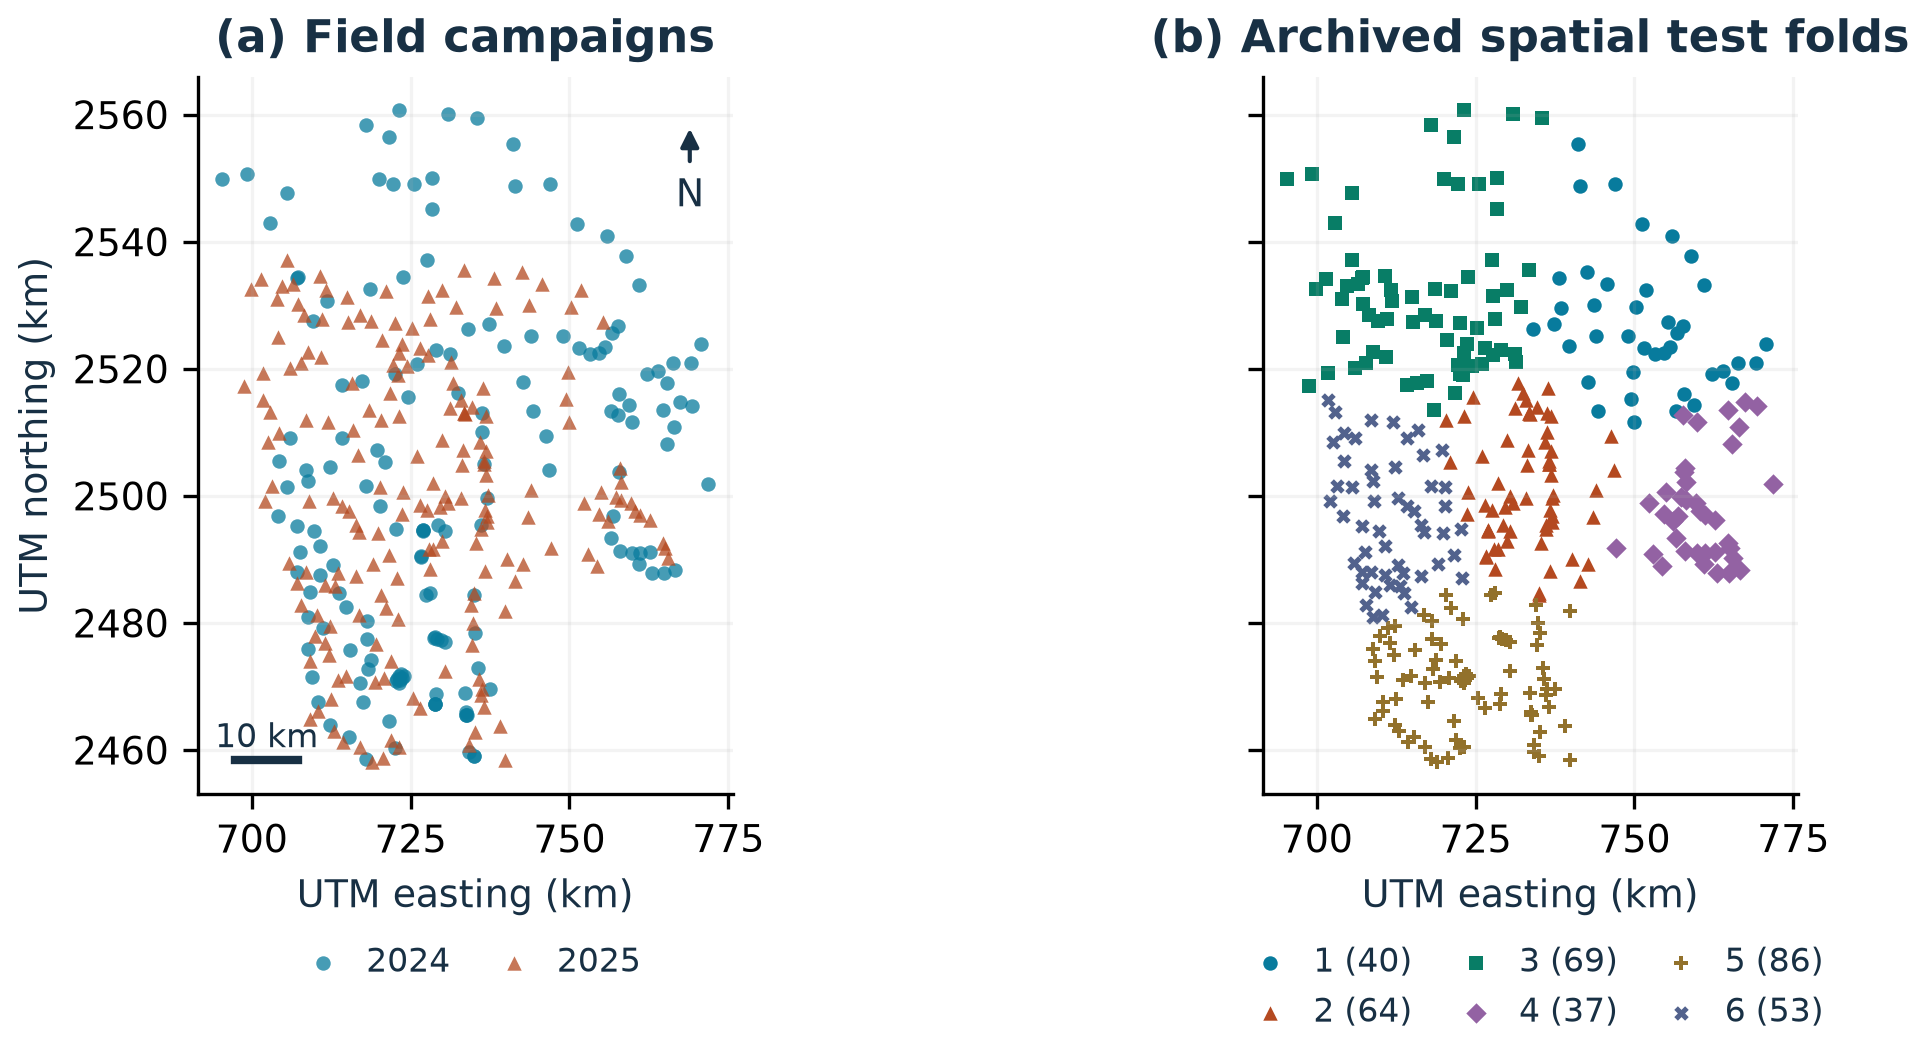 (a) Field campaigns
2560
2540
2520
2500
2480
2460
UTM northing (km)
N
10 km
700 725 750 775
UTM easting (km)
2024 2025
(b) Archived spatial test folds
700 725 750 775
UTM easting (km)
1 (40) 3 (69) 5 (86)
2 (64) 4 (37) 6 (53)